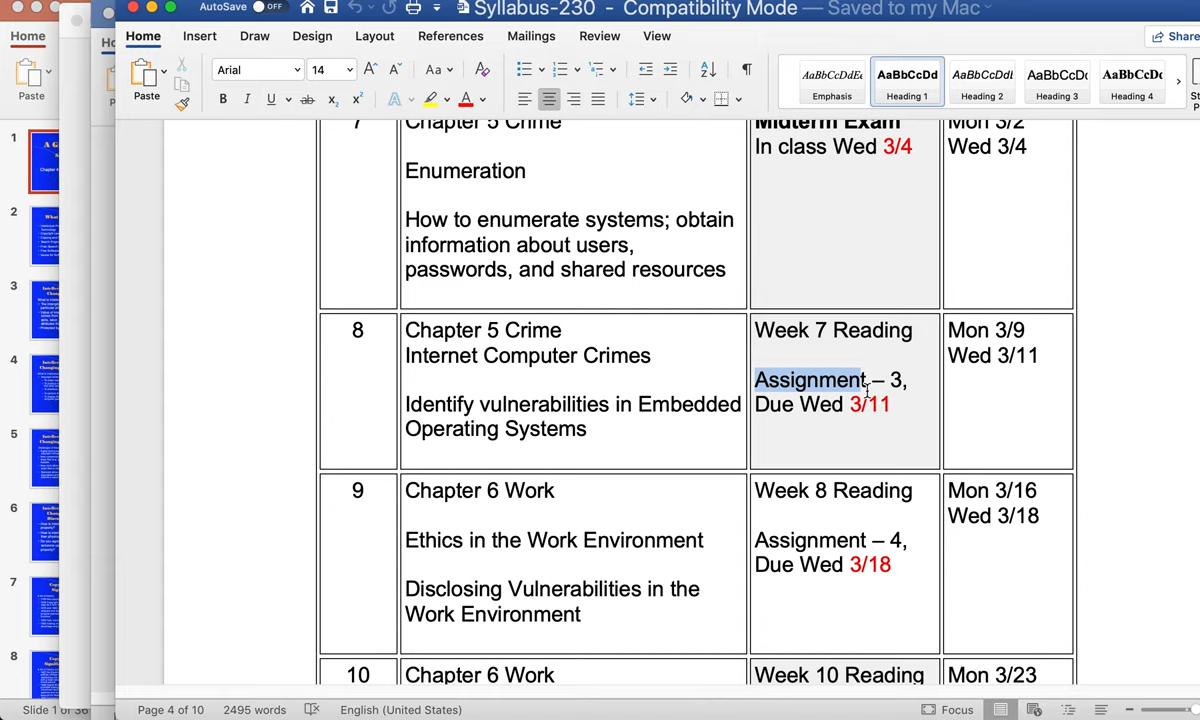 AutoSave OFF
Syllabus-230 - Compatibility Mode — Saved to my Mac
Home
Home Insert Draw Design Layout References Mailings Review View
Share
Paste
Paste
Arial
14
Aa
AaBbCcDdEe
AaBbCcDd
AaBbCcDdI
AaBbCcDc
AaBbCcDc
Emphasis
Heading 1
Heading 2
Heading 3
Heading 4
7
Chapter 5 Crime
Enumeration
How to enumerate systems; obtain
information about users,
passwords, and shared resources
Midterm Exam
In class Wed 3/4
Mon 3/2
Wed 3/4
8
Chapter 5 Crime
Internet Computer Crimes
Identify vulnerabilities in Embedded
Operating Systems
Week 7 Reading
Assignment – 3,
Due Wed 3/11
Mon 3/9
Wed 3/11
9
Chapter 6 Work
Ethics in the Work Environment
Disclosing Vulnerabilities in the
Work Environment
Week 8 Reading
Assignment – 4,
Due Wed 3/18
Mon 3/16
Wed 3/18
10
Chapter 6 Work
Week 10 Reading
Mon 3/23
1
2
3
4
5
6
7
8
Slide 1 of 36
Page 4 of 10
2495 words
English (United States)
Focus